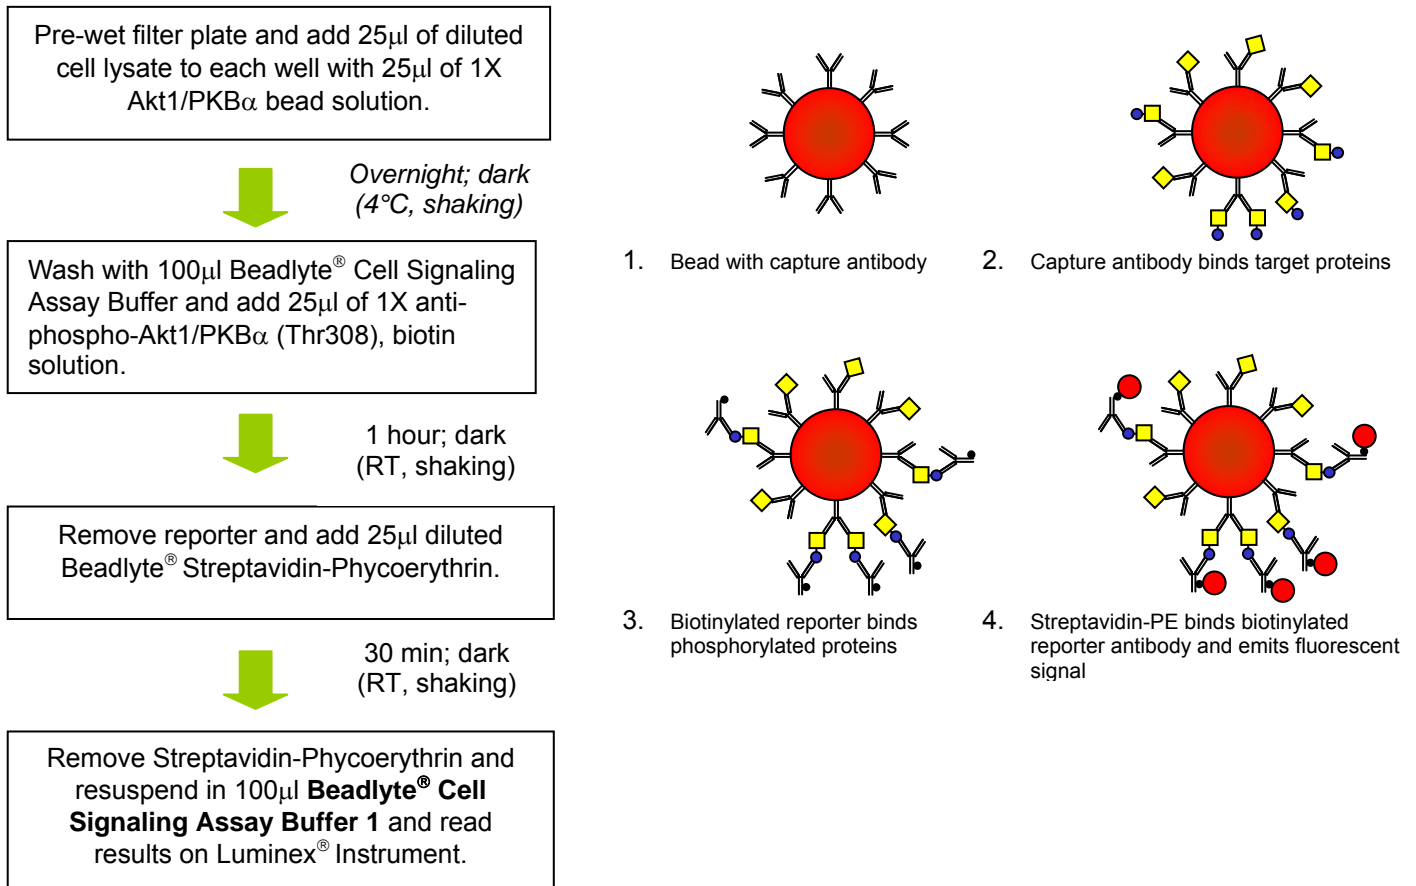 Pre-wet filter plate and add 25µl of diluted
cell lysate to each well with 25µl of 1X
Akt1/PKBα bead solution.
Overnight; dark
(4°C, shaking)
Wash with 100µl Beadlyte® Cell Signaling
Assay Buffer and add 25µl of 1X anti-
phospho-Akt1/PKBα (Thr308), biotin
solution.
1 hour; dark
(RT, shaking)
Remove reporter and add 25µl diluted
Beadlyte® Streptavidin-Phycoerythrin.
30 min; dark
(RT, shaking)
Remove Streptavidin-Phycoerythrin and
resuspend in 100µl Beadlyte® Cell
Signaling Assay Buffer 1 and read
results on Luminex® Instrument.
1. Bead with capture antibody
2. Capture antibody binds target proteins
3. Biotinylated reporter binds
phosphorylated proteins
4. Streptavidin-PE binds biotinylated
reporter antibody and emits fluorescent
signal